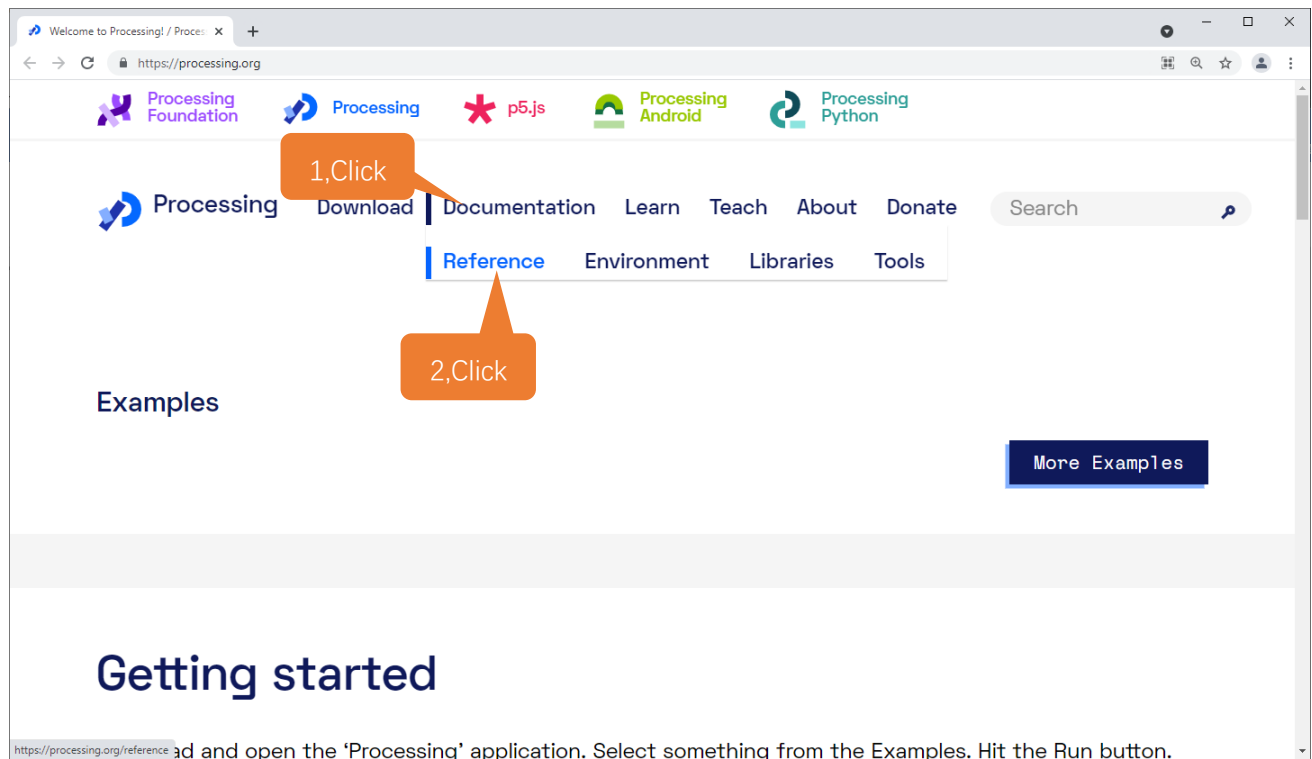 Welcome to Processing! / Proces
https://processing.org
Processing Foundation
Processing
p5.js
Processing Android
Processing Python
1,Click
Processing
Download
Documentation
Learn
Teach
About
Donate
Search
Reference
Environment
Libraries
Tools
2,Click
Examples
More Examples
Getting started
https://processing.org/reference
ad and open the ‘Processing’ application. Select something from the Examples. Hit the Run button.